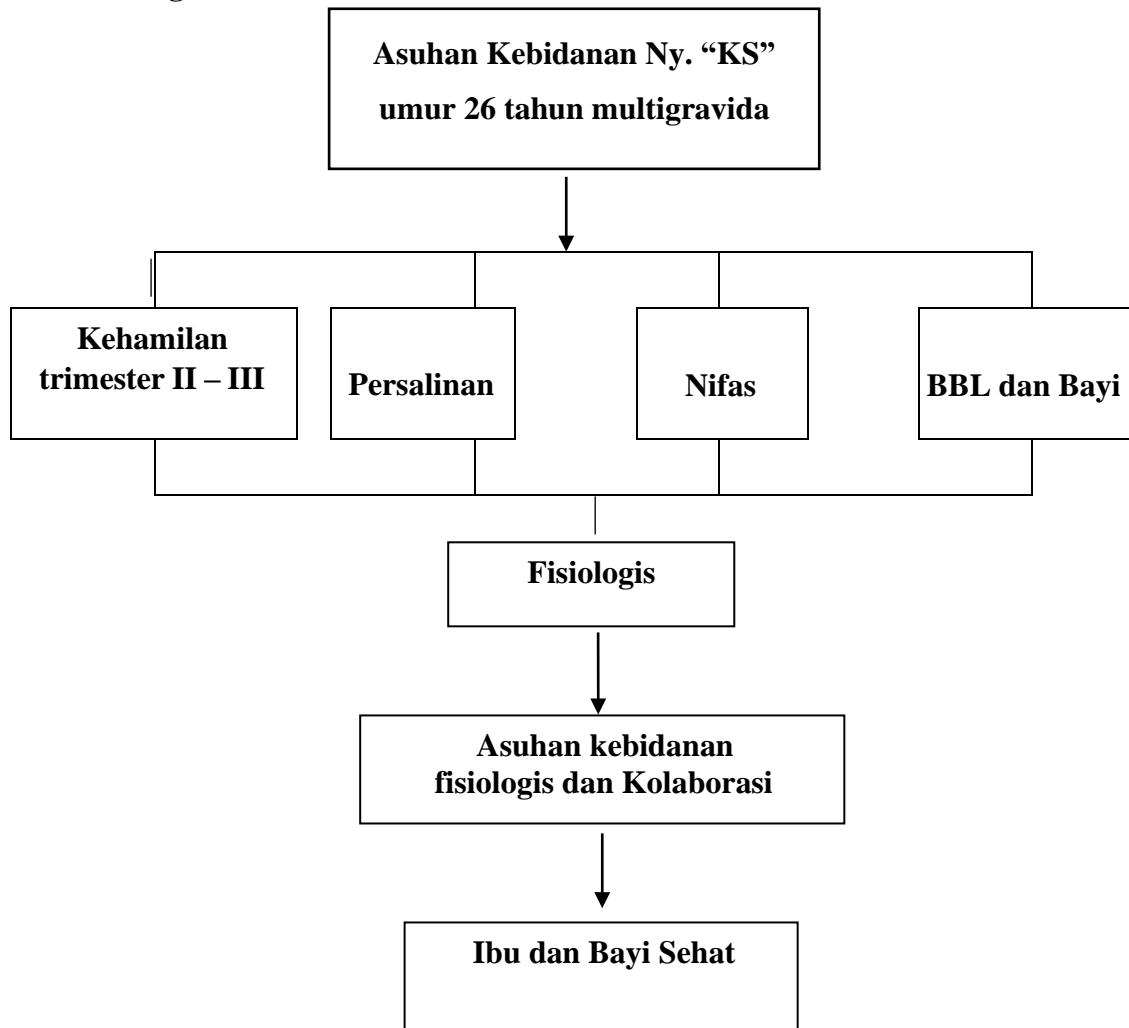 Asuhan Kebidanan Ny. “KS”
umur 26 tahun multigravida
Kehamilan
trimester II – III
Persalinan
Nifas
BBL dan Bayi
Fisiologis
Asuhan kebidanan
fisiologis dan Kolaborasi
Ibu dan Bayi Sehat